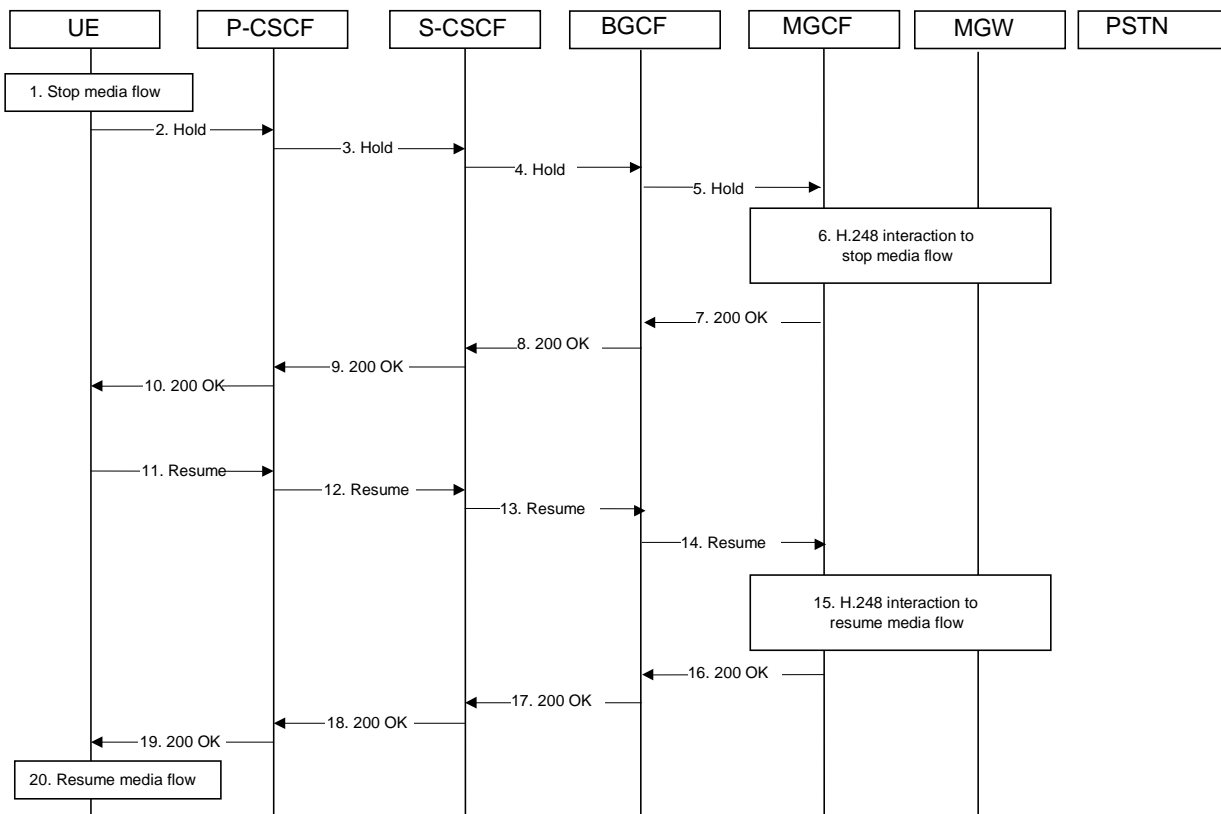 UE
P-CSCF
S-CSCF
BGCF
MGCF
MGW
PSTN
1. Stop media flow
2. Hold
3. Hold
4. Hold
5. Hold
6. H.248 interaction to
stop media flow
7. 200 OK
8. 200 OK
9. 200 OK
10. 200 OK
11. Resume
12. Resume
13. Resume
14. Resume
15. H.248 interaction to
resume media flow
16. 200 OK
17. 200 OK
18. 200 OK
19. 200 OK
20. Resume media flow